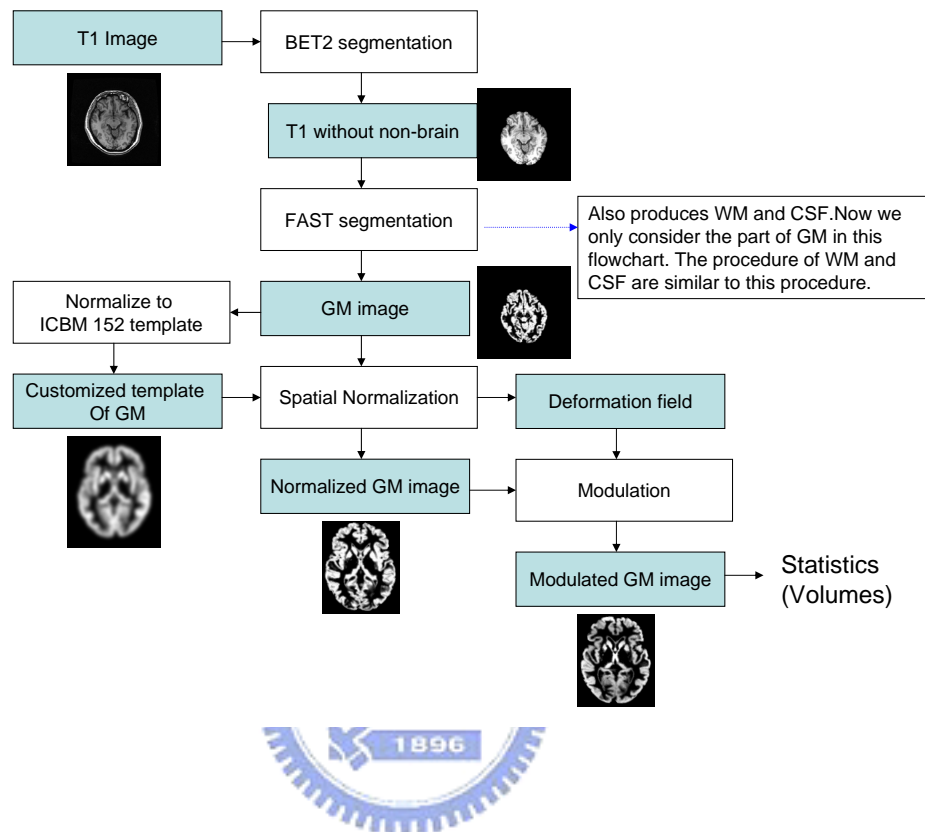 T1 Image
BET2 segmentation
T1 without non-brain
FAST segmentation
Also produces WM and CSF.Now we
only consider the part of GM in this
flowchart. The procedure of WM and
CSF are similar to this procedure.
Normalize to
ICBM 152 template
GM image
Customized template
Of GM
Spatial Normalization
Deformation field
Normalized GM image
Modulation
Modulated GM image
Statistics
(Volumes)
1896